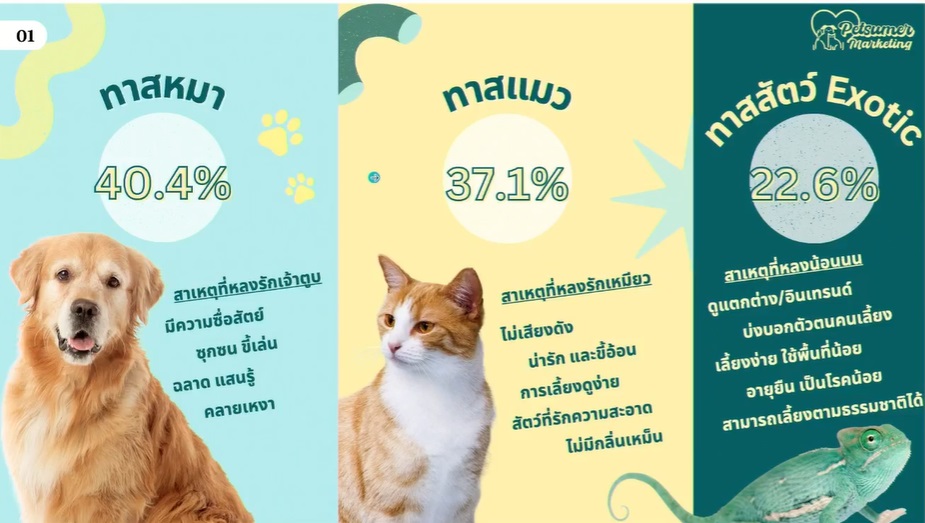 01
ทาสหมา
40.4%
สาเหตุที่หลงรักเจ้าตูบ
มีความซื่อสัตย์
ซุกซน ขี้เล่น
ฉลาด แสนรู้
คลายเหงา
ทาสแมว
37.1%
สาเหตุที่หลงรักเหมียว
ไม่เสียงดัง
น่ารัก และขี้อ้อน
การเลี้ยงดูง่าย
สัตว์ที่รักความสะอาด
ไม่มีกลิ่นเหม็น
Petsumer
Marketing
ทาสสัตว์ Exotic
22.6%
สาเหตุที่หลงน้อนนน
ดูแตกต่าง/อินเทรนด์
บ่งบอกตัวตนคนเลี้ยง
เลี้ยงง่าย ใช้พื้นที่น้อย
อายุยืน เป็นโรคน้อย
สามารถเลี้ยงตามธรรมชาติได้